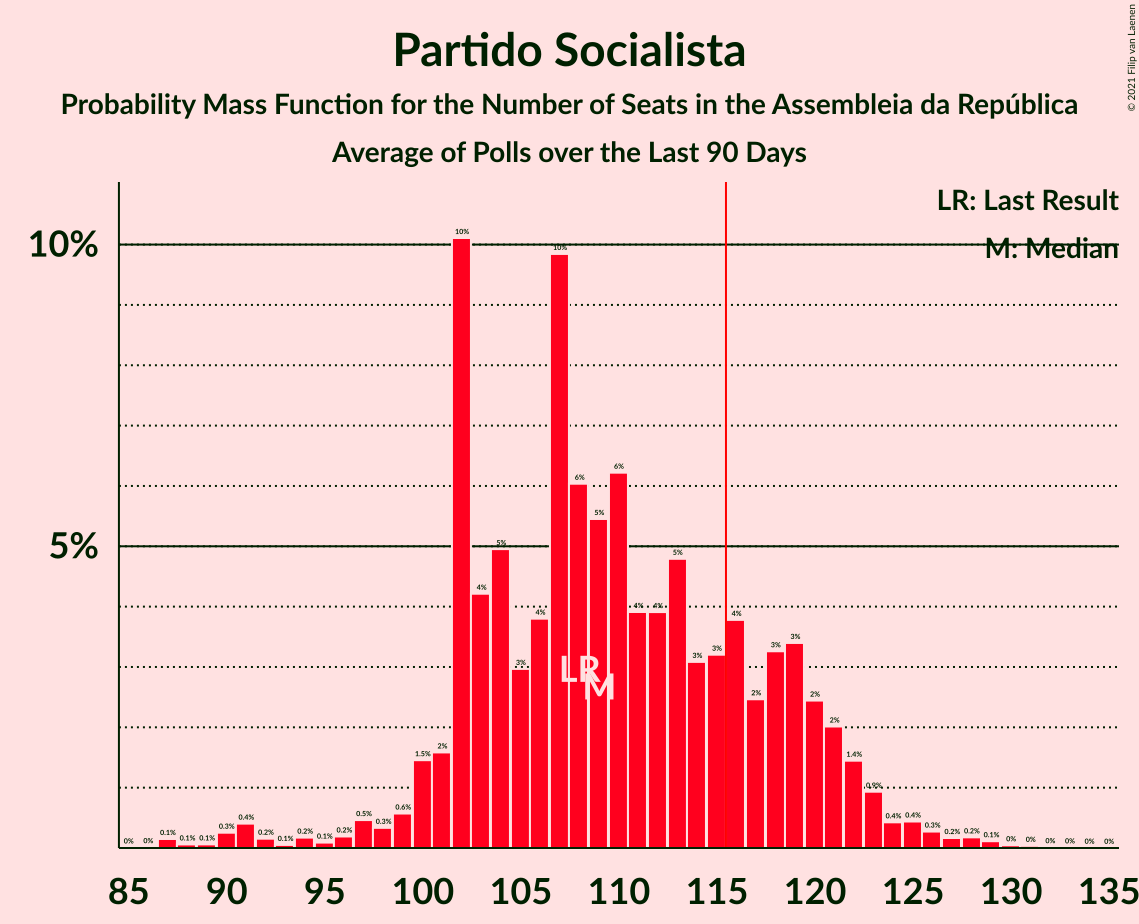 © 2021 Filip van Laenen
Partido Socialista
Probability Mass Function for the Number of Seats in the Assembleia da República
Average of Polls over the Last 90 Days
LR: Last Result
M: Median
10%
5%
0% 0% 0.1% 0.1% 0.1% 0.3% 0.4% 0.2% 0.1% 0.2% 0.1% 0.2% 0.5% 0.3% 0.6% 1.5% 2% 10% 4% 5% 3% 4% 10% 6% 5% 6% 4% 4% 5% 3% 3% 4% 2% 3% 3% 2% 2% 1.4% 0.9% 0.4% 0.4% 0.3% 0.2% 0.2% 0.1% 0% 0% 0% 0% 0% 0%
LR
M
85 90 95 100 105 110 115 120 125 130 135